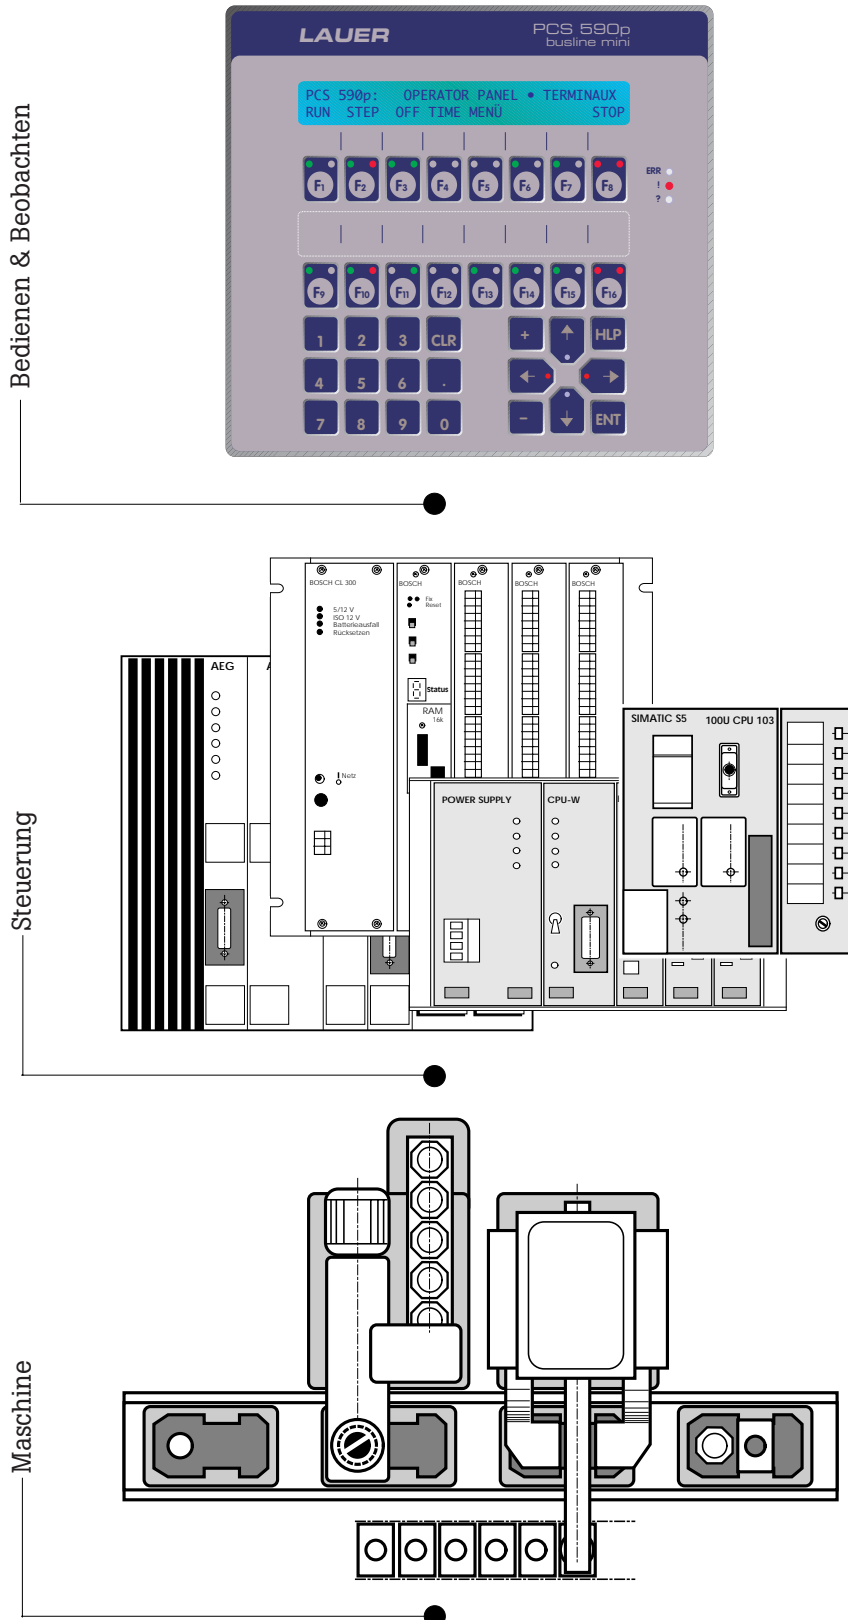 Bedienen & Beobachten
LAUER
PCS 590p
busline mini
PCS 590p: OPERATOR PANEL • TERMINAUX
RUN STEP OFF TIME MENÜ STOP
F1 F2 F3 F4 F5 F6 F7 F8
ERR
!
?
F9 F10 F11 F12 F13 F14 F15 F16
1 2 3 CLR + ↑ HLP
4 5 6 . ← →
7 8 9 0 - ↓ ENT
Steuerung
BOSCH CL 300
5/12 V
ISO 12 V
Batterieausfall
Rücksetzen
I Netz
O
BOSCH
Fix
Reset
Status
RAM
16k
BOSCH
BOSCH
BOSCH
AEG
A
POWER SUPPLY
CPU-W
SIMATIC S5
100U CPU 103
Maschine